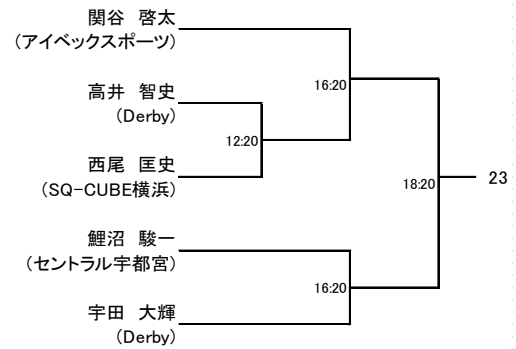 関谷　啓太
(アイベックスポーツ)
16:20
高井　智史
(Derby)
12:20
西尾　匡史
(SQ-CUBE横浜)
18:20
23
鯉沼　駿一
(セントラル宇都宮)
16:20
宇田　大輝
(Derby)